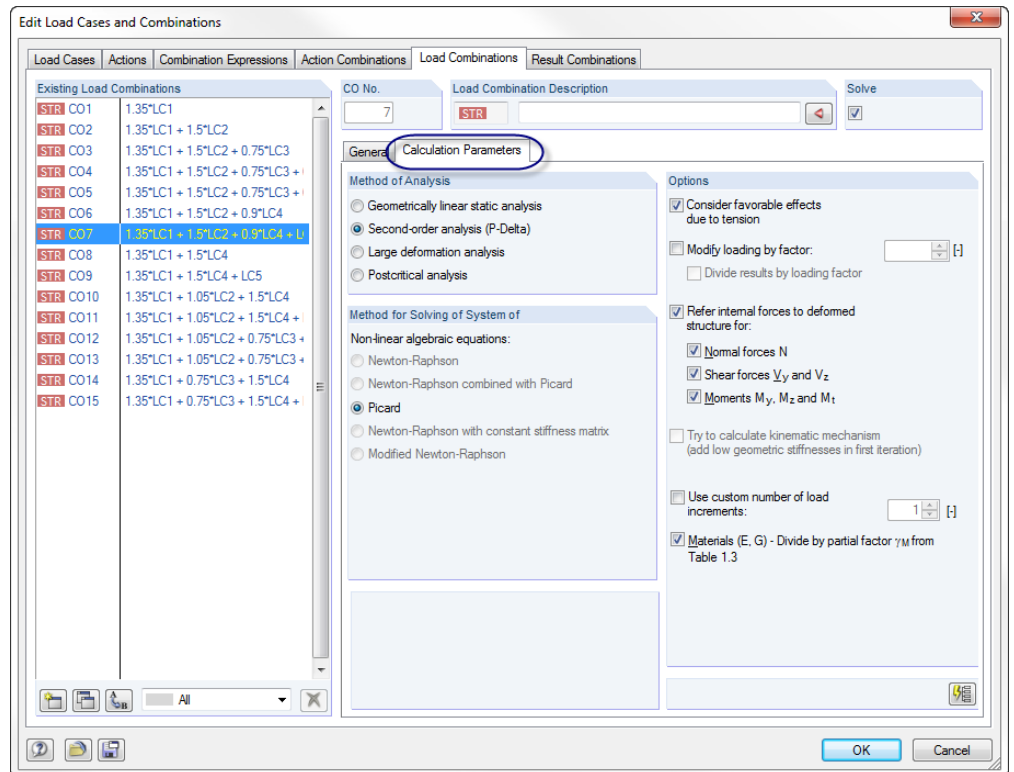 Edit Load Cases and Combinations
x
Load Cases Actions Combination Expressions Action Combinations Load Combinations Result Combinations
Existing Load Combinations
STR CO1 1.35*LC1
STR CO2 1.35*LC1 + 1.5*LC2
STR CO3 1.35*LC1 + 1.5*LC2 + 0.75*LC3
STR CO4 1.35*LC1 + 1.5*LC2 + 0.75*LC3 +
STR CO5 1.35*LC1 + 1.5*LC2 + 0.75*LC3 +
STR CO6 1.35*LC1 + 1.5*LC2 + 0.9*LC4
STR CO7 1.35*LC1 + 1.5*LC2 + 0.9*LC4 +
STR CO8 1.35*LC1 + 1.5*LC4
STR CO9 1.35*LC1 + 1.5*LC4 + LC5
STR CO10 1.35*LC1 + 1.05*LC2 + 1.5*LC4
STR CO11 1.35*LC1 + 1.05*LC2 + 1.5*LC4 +
STR CO12 1.35*LC1 + 1.05*LC2 + 0.75*LC3 +
STR CO13 1.35*LC1 + 1.05*LC2 + 0.75*LC3 +
STR CO14 1.35*LC1 + 0.75*LC3 + 1.5*LC4
STR CO15 1.35*LC1 + 0.75*LC3 + 1.5*LC4 +
All
CO No.
7
Load Combination Description
STR
Solve
General Calculation Parameters
Method of Analysis
Geometrically linear static analysis
Second-order analysis (P-Delta)
Large deformation analysis
Postcritical analysis
Method for Solving of System of
Non-linear algebraic equations:
Newton-Raphson
Newton-Raphson combined with Picard
Picard
Newton-Raphson with constant stiffness matrix
Modified Newton-Raphson
Options
Consider favorable effects
due to tension
Modify loading by factor: [-]
Divide results by loading factor
Refer internal forces to deformed
structure for:
Normal forces N
Shear forces Vy and Vz
Moments My, Mz and Mt
Try to calculate kinematic mechanism
(add low geometric stiffnesses in first iteration)
Use custom number of load
increments: 1 [-]
Materials (E, G) - Divide by partial factor γM from
Table 1.3
OK Cancel